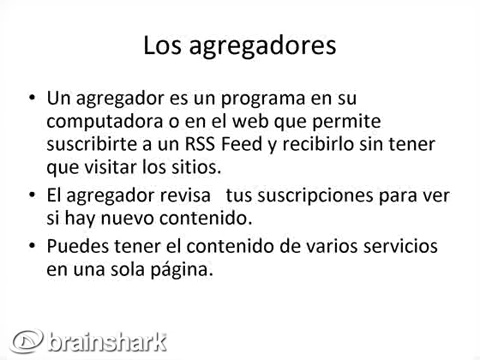 Los agregadores
• Un agregador es un programa en su
computadora o en el web que permite
suscribirte a un RSS Feed y recibirlo sin tener
que visitar los sitios.
• El agregador revisa   tus suscripciones para ver
si hay nuevo contenido.
• Puedes tener el contenido de varios servicios
en una sola página.
brainshark